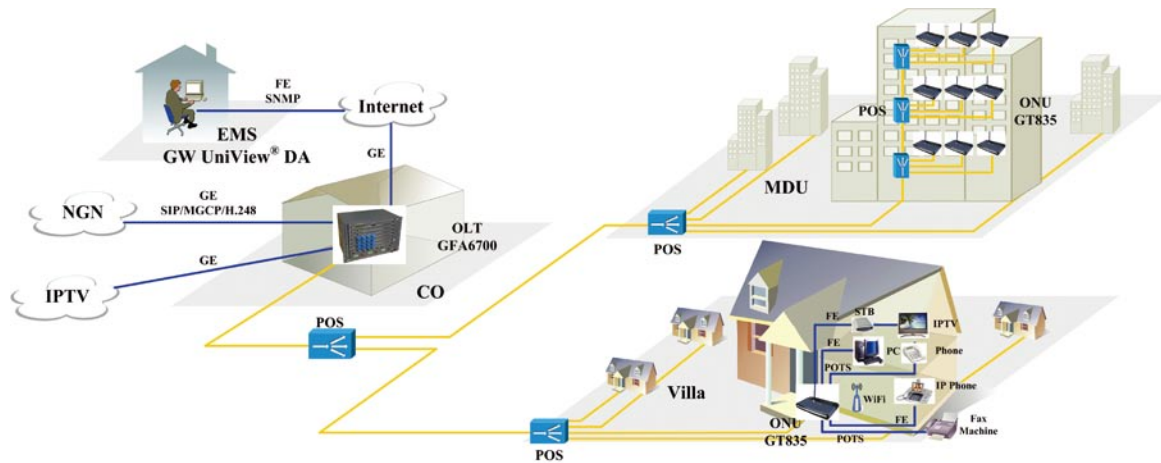 FE
SNMP
Internet
EMS
GW UniView® DA
GE
NGN
GE
SIP/MGCP/H.248
OLT
GFA6700
GE
IPTV
CO
POS
POS
ONU
GT835
MDU
POS
FE
STB
IPTV
FE
PC
Phone
POTS
WiFi
IP Phone
Villa
ONU
GT835
FE
POTS
Fax
Machine
POS